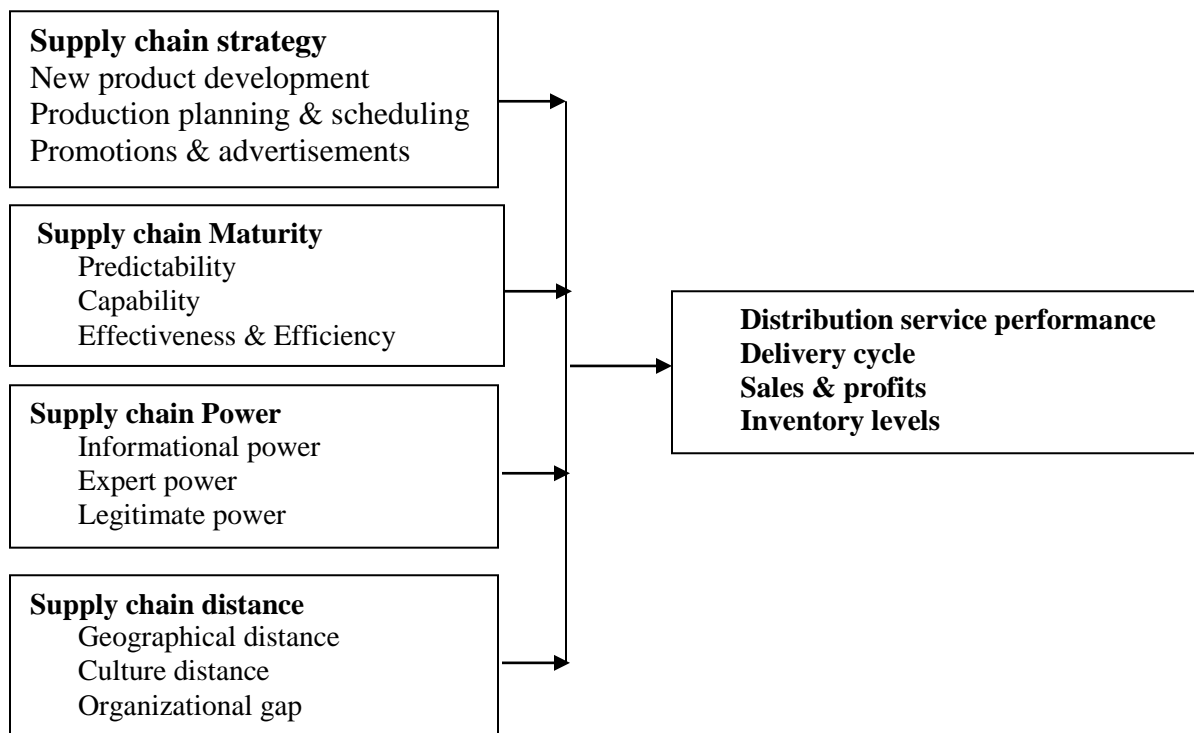 Supply chain strategy
New product development
Production planning & scheduling
Promotions & advertisements
Supply chain Maturity
Predictability
Capability
Effectiveness & Efficiency
Supply chain Power
Informational power
Expert power
Legitimate power
Supply chain distance
Geographical distance
Culture distance
Organizational gap
Distribution service performance
Delivery cycle
Sales & profits
Inventory levels